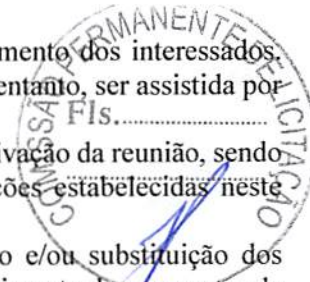 mento dos interessados.
entanto, ser assistida por
Fls.
ivação da reunião, sendo
ções estabelecidas neste
o e/ou substituição dos
COMISSÃO PERMANENTE DE LICITAÇÃO